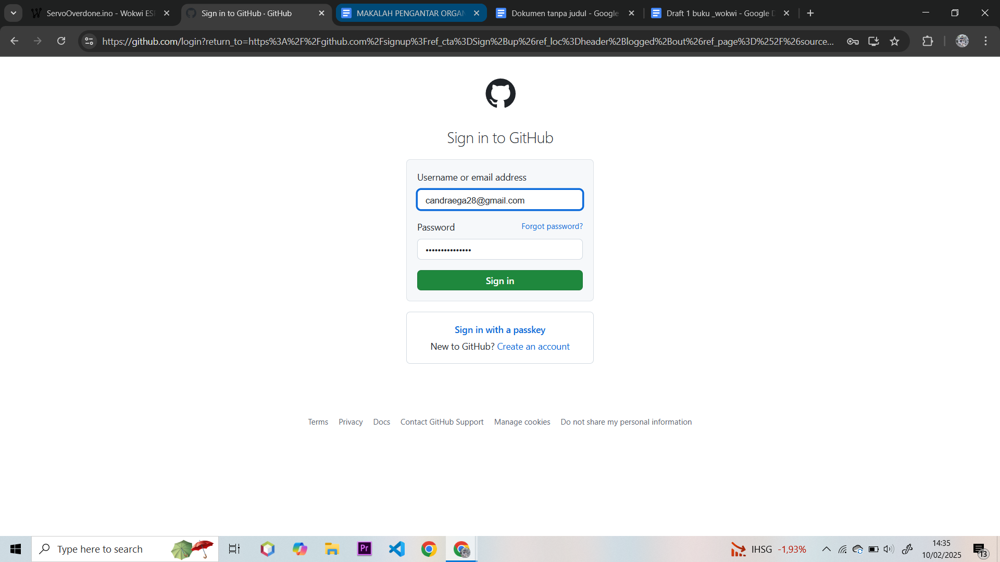 ServoOverdone.ino - Wokwi ESP
Sign in to GitHub · GitHub
MAKALAH PENGANTAR ORGAN
Dokumen tanpa judul - Google
Draft 1 buku _wokwi - Google D
https://github.com/login?return_to=https%3A%2F%2Fgithub.com%2Fsignup%3Fref_cta%3DSign%2Bup%26ref_loc%3Dheader%2Blogged%2Bout%26ref_page%3D%252F%26source...
Sign in to GitHub
Username or email address
candraega28@gmail.com
Password
Forgot password?
Sign in
Sign in with a passkey
New to GitHub? Create an account
Terms Privacy Docs Contact GitHub Support Manage cookies Do not share my personal information
Type here to search
Pr
IHSG -1,93%
14:35
10/02/2025
13